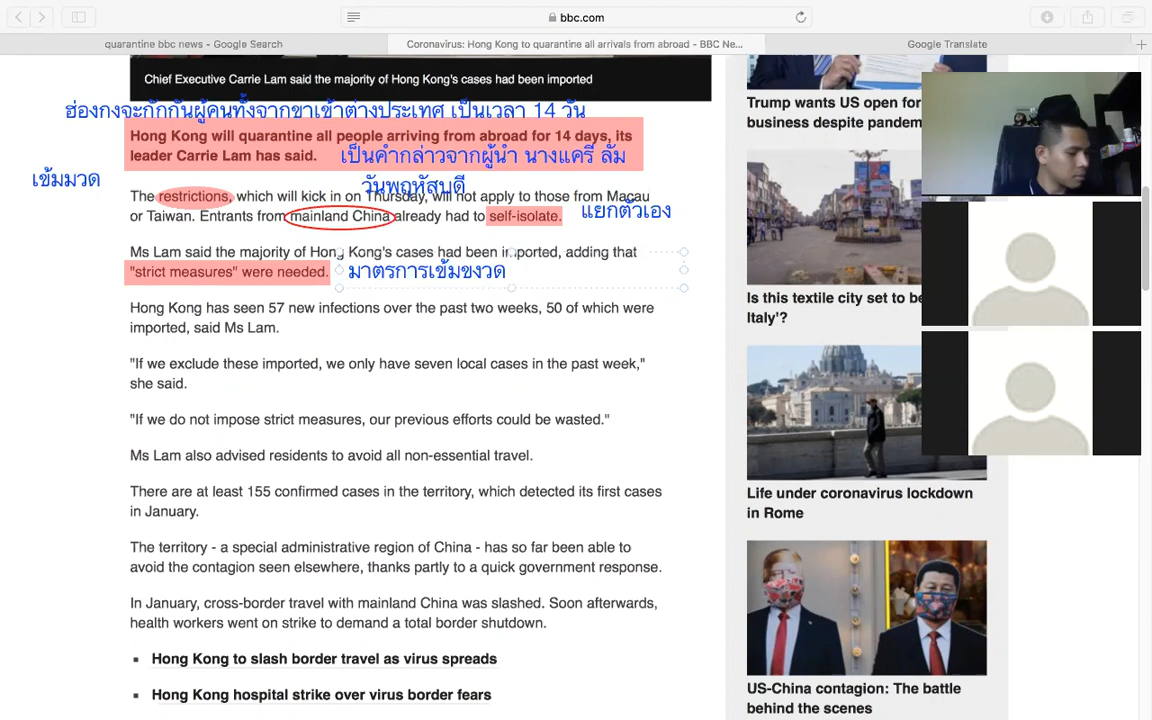 bbc.com
quarantine bbc news - Google Search
Coronavirus: Hong Kong to quarantine all arrivals from abroad - BBC Ne...
Google Translate
Chief Executive Carrie Lam said the majority of Hong Kong's cases had been imported
ฮ่องกงจะกักกันผู้คนทั้งจากขาเข้าต่างประเทศ เป็นเวลา 14 วัน
Hong Kong will quarantine all people arriving from abroad for 14 days, its
leader Carrie Lam has said.
เป็นคำกล่าวจากผู้นำ นางแครี่ ลัม
เข้มมวด
วันพฤหัสบดี
The restrictions, which will kick in on Thursday, will not apply to those from Macau
or Taiwan. Entrants from mainland China already had to self-isolate.
แยกตัวเอง
Ms Lam said the majority of Hong Kong's cases had been imported, adding that
"strict measures" were needed.
มาตรการเข้มขงวด
Hong Kong has seen 57 new infections over the past two weeks, 50 of which were
imported, said Ms Lam.
"If we exclude these imported, we only have seven local cases in the past week,"
she said.
"If we do not impose strict measures, our previous efforts could be wasted."
Ms Lam also advised residents to avoid all non-essential travel.
There are at least 155 confirmed cases in the territory, which detected its first cases
in January.
The territory - a special administrative region of China - has so far been able to
avoid the contagion seen elsewhere, thanks partly to a quick government response.
In January, cross-border travel with mainland China was slashed. Soon afterwards,
health workers went on strike to demand a total border shutdown.
Hong Kong to slash border travel as virus spreads
Hong Kong hospital strike over virus border fears
Trump wants US open for
business despite pandem
Is this textile city set to be
Italy'?
Life under coronavirus lockdown
in Rome
US-China contagion: The battle
behind the scenes